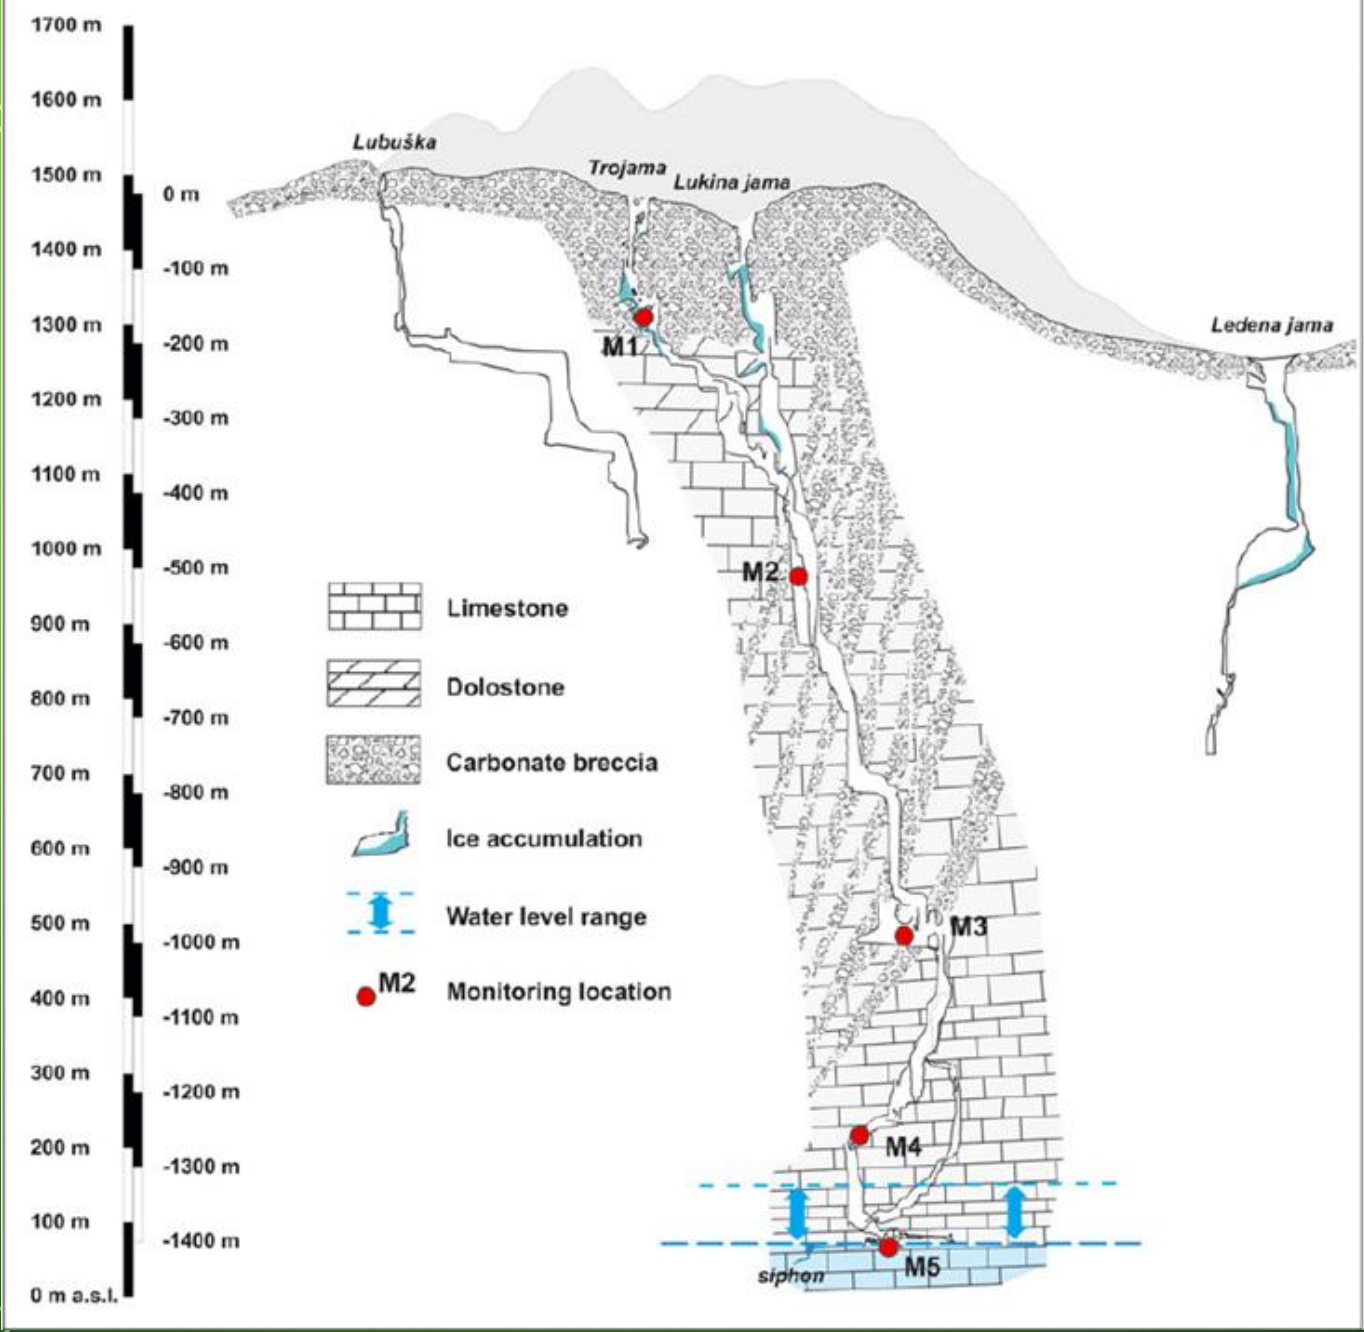 1700 m
1600 m
1500 m
1400 m
1300 m
1200 m
1100 m
1000 m
900 m
800 m
700 m
600 m
500 m
400 m
300 m
200 m
100 m
0 m a.s.l.
0 m
-100 m
-200 m
-300 m
-400 m
-500 m
-600 m
-700 m
-800 m
-900 m
-1000 m
-1100 m
-1200 m
-1300 m
-1400 m
Lubuška
Trojama
Lukina jama
Ledena jama
M1
M2
M3
M4
M5
siphon
Limestone
Dolostone
Carbonate breccia
Ice accumulation
Water level range
M2
Monitoring location